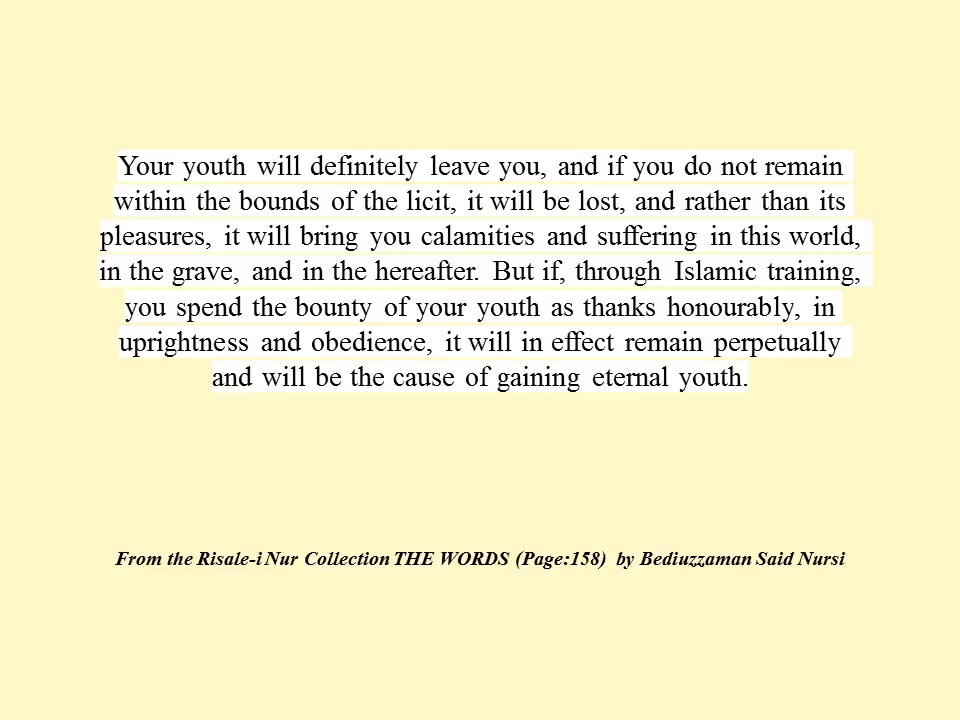 Your youth will definitely leave you, and if you do not remain
within the bounds of the licit, it will be lost, and rather than its
pleasures, it will bring you calamities and suffering in this world,
in the grave, and in the hereafter. But if, through Islamic training,
you spend the bounty of your youth as thanks honourably, in
uprightness and obedience, it will in effect remain perpetually
and will be the cause of gaining eternal youth.
From the Risale-i Nur Collection THE WORDS (Page:158) by Bediuzzaman Said Nursi